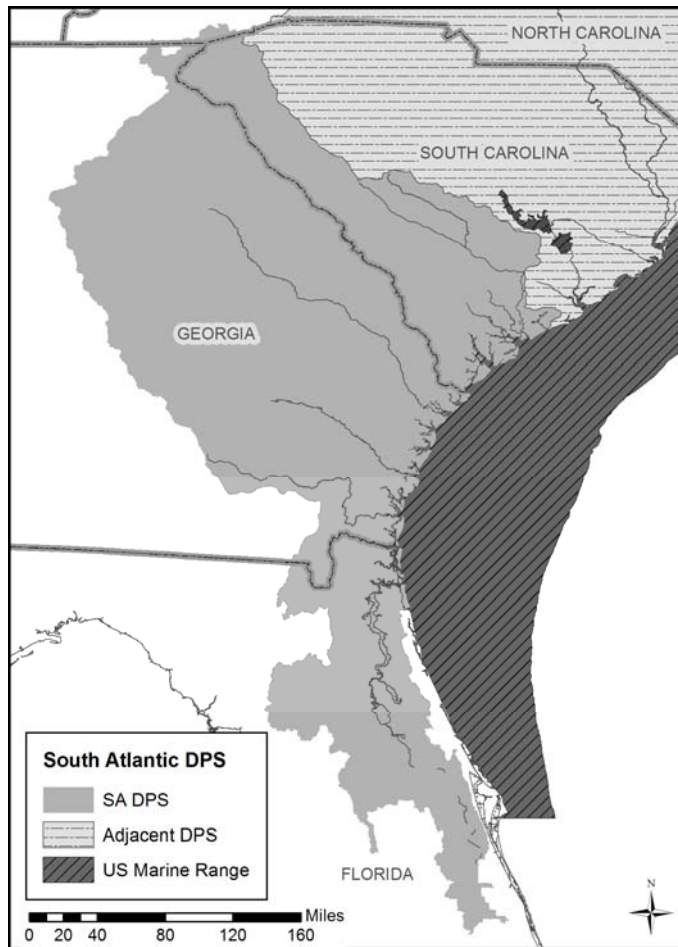 NORTH CAROLINA
SOUTH CAROLINA
GEORGIA
South Atlantic DPS
SA DPS
Adjacent DPS
US Marine Range
FLORIDA
N
Miles
0 10 20 40 80 120 160